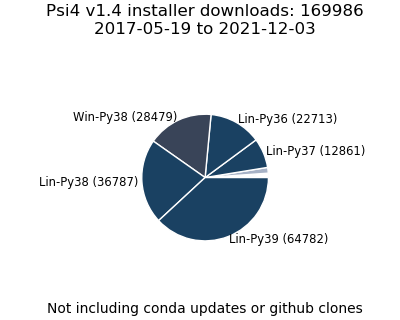 Psi4 v1.4 installer downloads: 169986
2017-05-19 to 2021-12-03
Win-Py38 (28479)
Lin-Py36 (22713)
Lin-Py37 (12861)
Lin-Py38 (36787)
Lin-Py39 (64782)
Not including conda updates or github clones